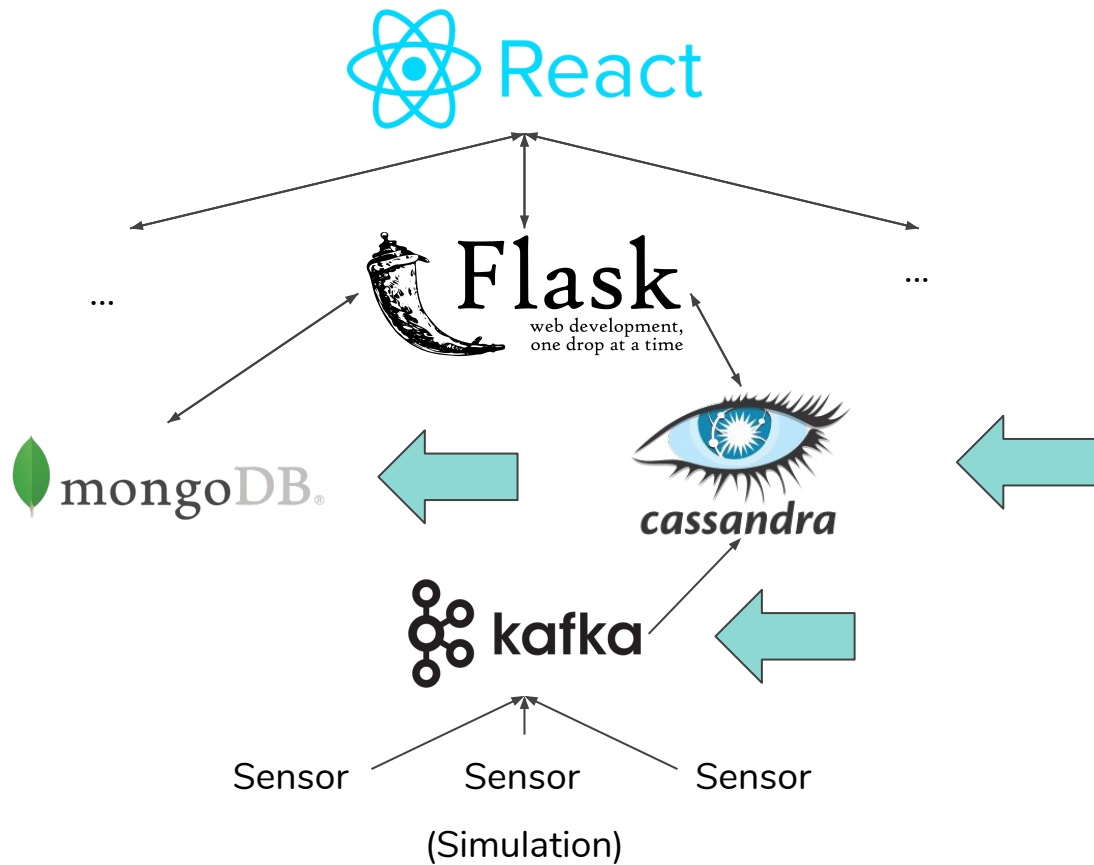 React
Flask
web development,
one drop at a time
...
...
mongoDB®
cassandra
kafka
Sensor Sensor Sensor
(Simulation)